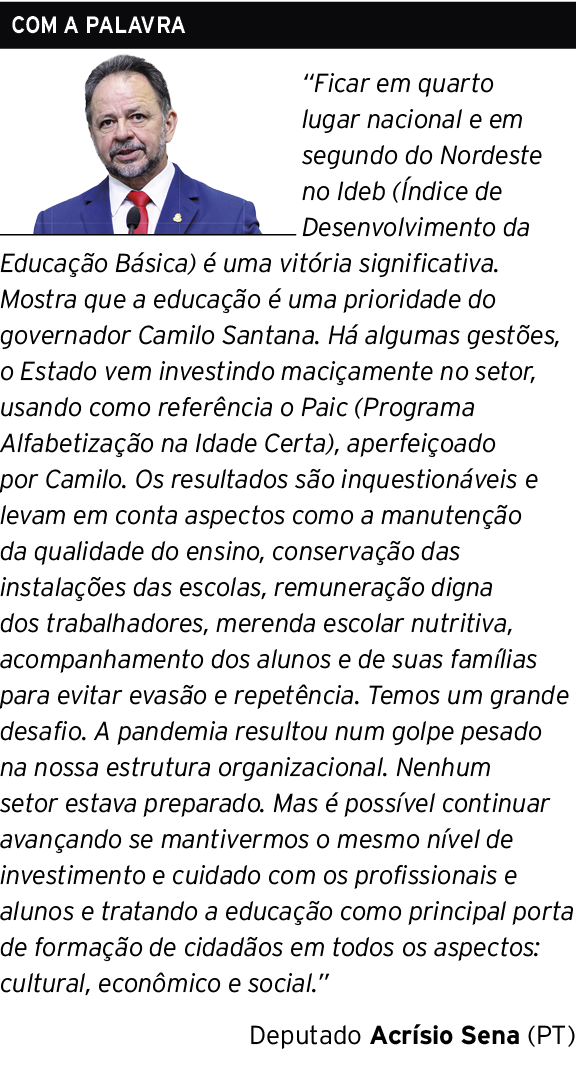 COM A PALAVRA
“Ficar em quarto
lugar nacional e em
segundo do Nordeste
no Ideb (Índice de
Desenvolvimento da
Educação Básica) é uma vitória significativa.
Mostra que a educação é uma prioridade do
governador Camilo Santana. Há algumas gestões,
o Estado vem investindo maciçamente no setor,
usando como referência o Paic (Programa
Alfabetização na Idade Certa), aperfeiçoado
por Camilo. Os resultados são inquestionáveis e
levam em conta aspectos como a manutenção
da qualidade do ensino, conservação das
instalações das escolas, remuneração digna
dos trabalhadores, merenda escolar nutritiva,
acompanhamento dos alunos e de suas famílias
para evitar evasão e repetência. Temos um grande
desafio. A pandemia resultou num golpe pesado
na nossa estrutura organizacional. Nenhum
setor estava preparado. Mas é possível continuar
avançando se mantivermos o mesmo nível de
investimento e cuidado com os profissionais e
alunos e tratando a educação como principal porta
de formação de cidadãos em todos os aspectos:
cultural, econômico e social.”
Deputado Acrísio Sena (PT)